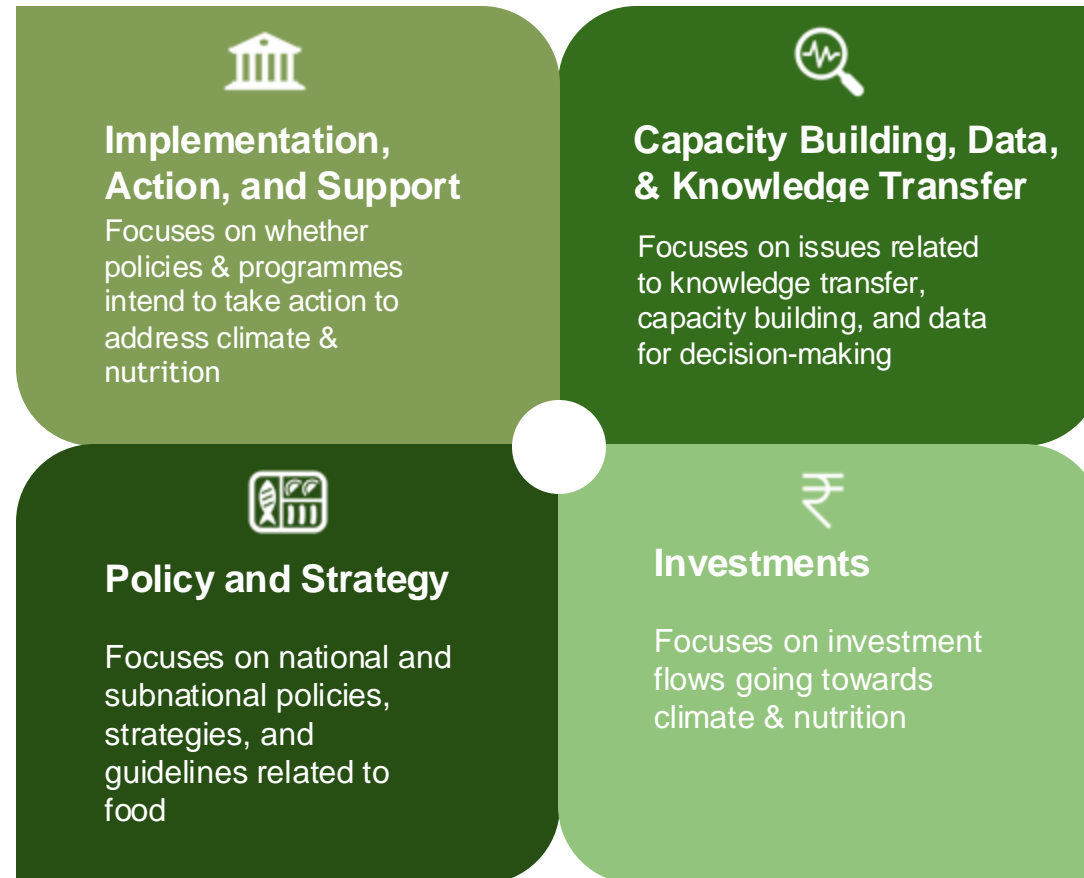 Implementation,
Action, and Support
Focuses on whether
policies & programmes
intend to take action to
address climate &
nutrition
Capacity Building, Data,
& Knowledge Transfer
Focuses on issues related
to knowledge transfer,
capacity building, and data
for decision-making
Policy and Strategy
Focuses on national and
subnational policies,
strategies, and
guidelines related to
food
₹
Investments
Focuses on investment
flows going towards
climate & nutrition